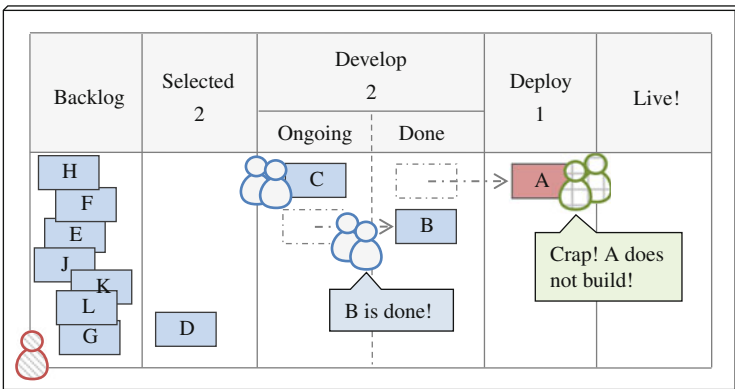 Backlog
Selected
2
Develop
2
Deploy
1
Live!
Ongoing
Done
H
F
E
J
K
L
G
D
C
B
A
B is done!
Crap! A does
not build!